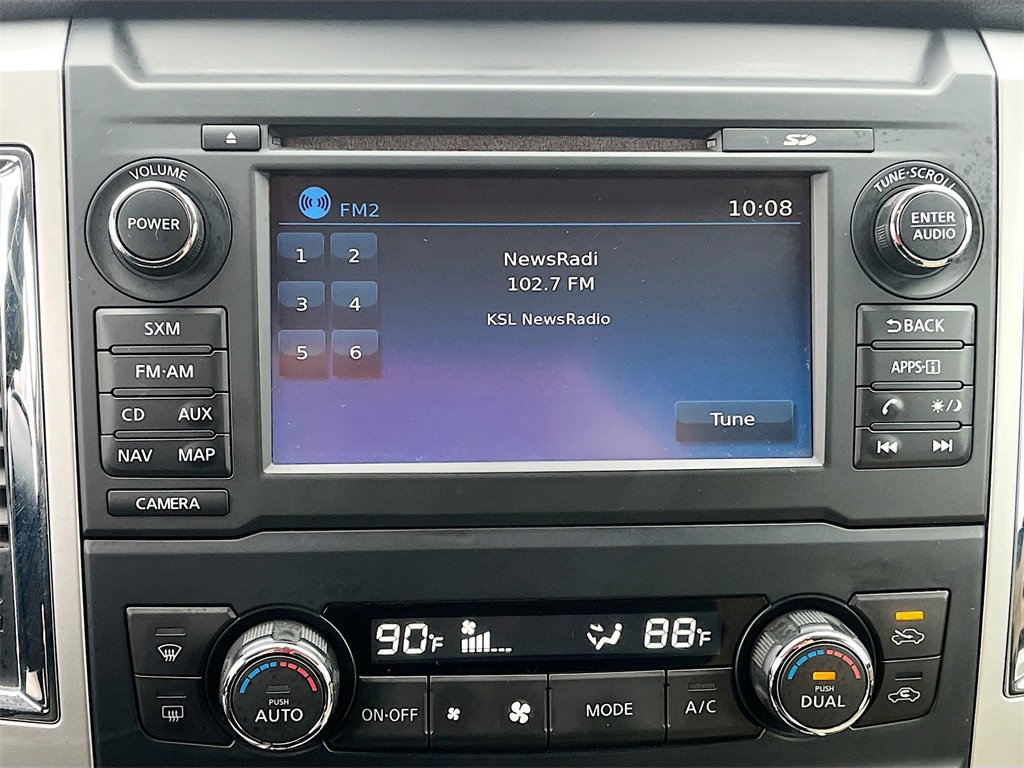 VOLUME
POWER
SD
TUNE·SCROLL
ENTER
AUDIO
FM2
10:08
1 2
3 4
5 6
NewsRadi
102.7 FM
KSL NewsRadio
Tune
SXM
FM·AM
CD AUX
NAV MAP
CAMERA
BACK
APPS·i
90°F
88°F
PUSH
AUTO
ON·OFF
MODE
A/C
PUSH
DUAL